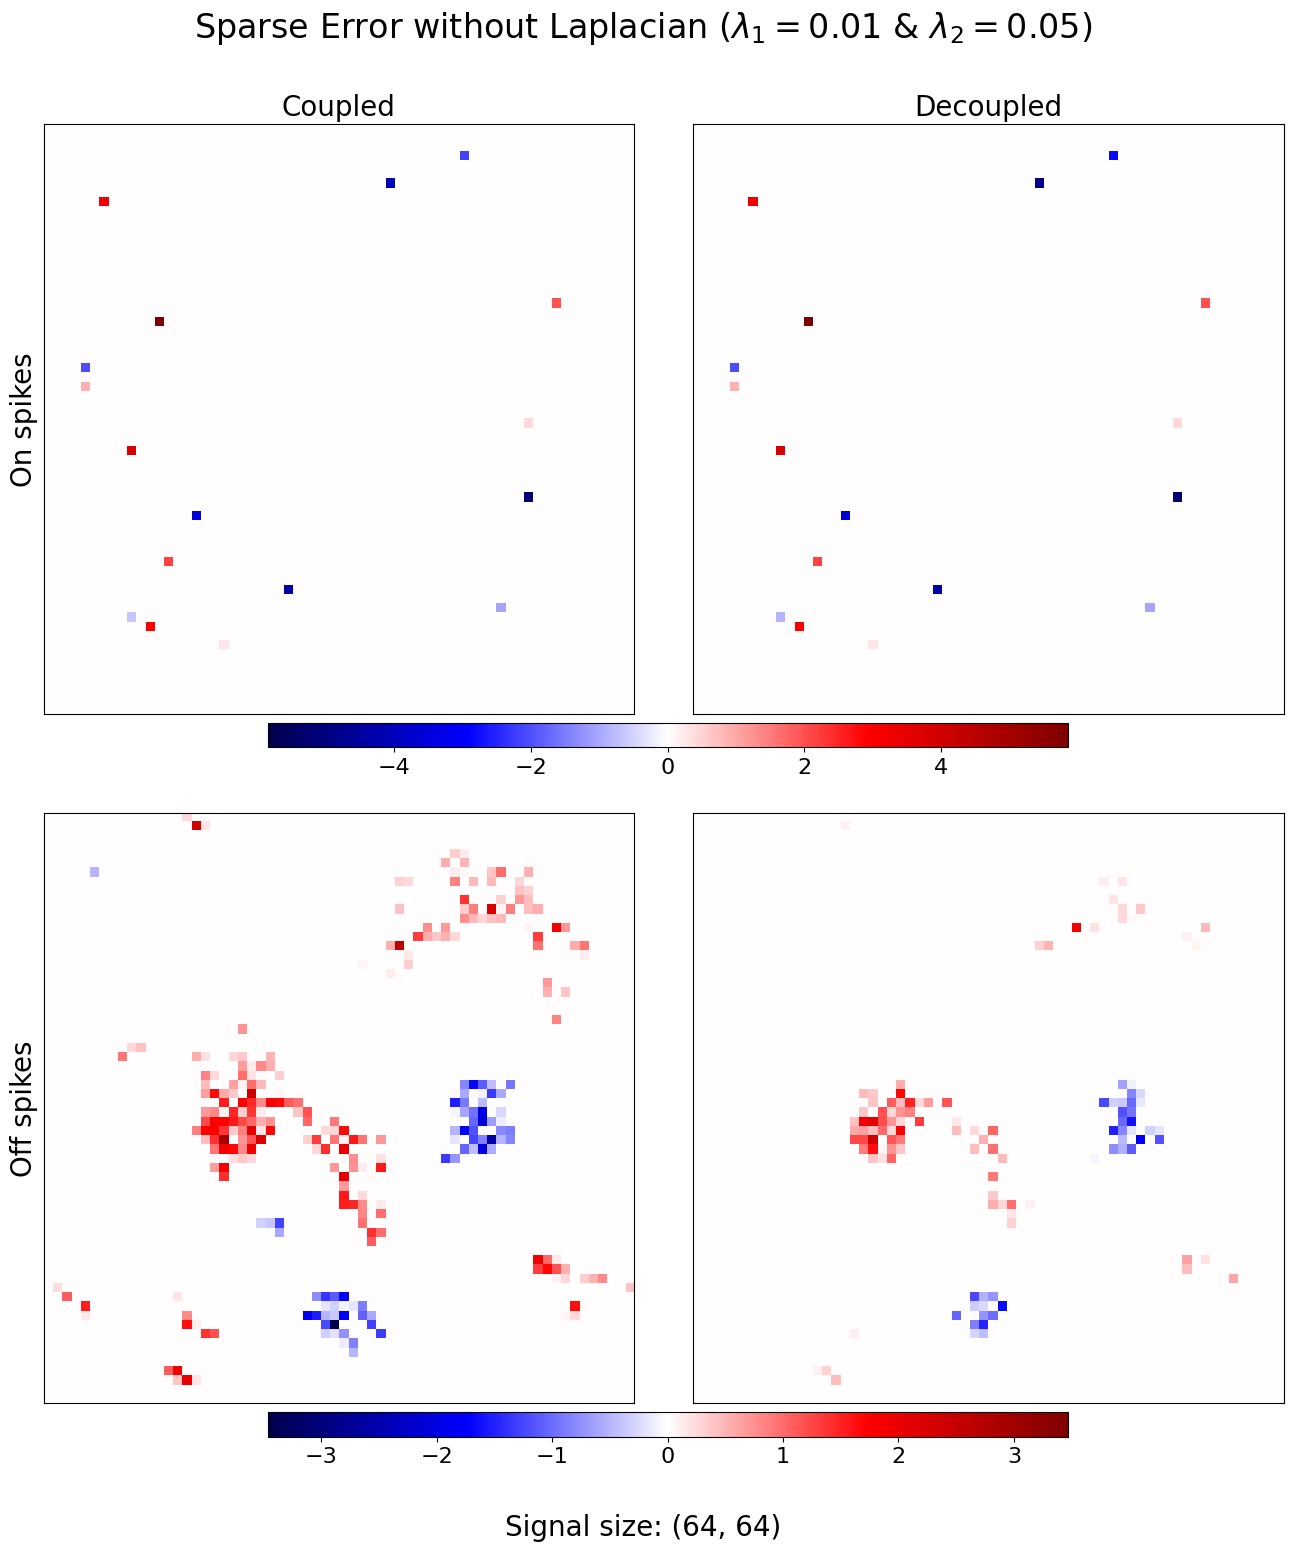 Sparse Error without Laplacian (λ₁ = 0.01 & λ₂ = 0.05)
Coupled
Decoupled
On spikes
−4 −2 0 2 4
Off spikes
−3 −2 −1 0 1 2 3
Signal size: (64, 64)